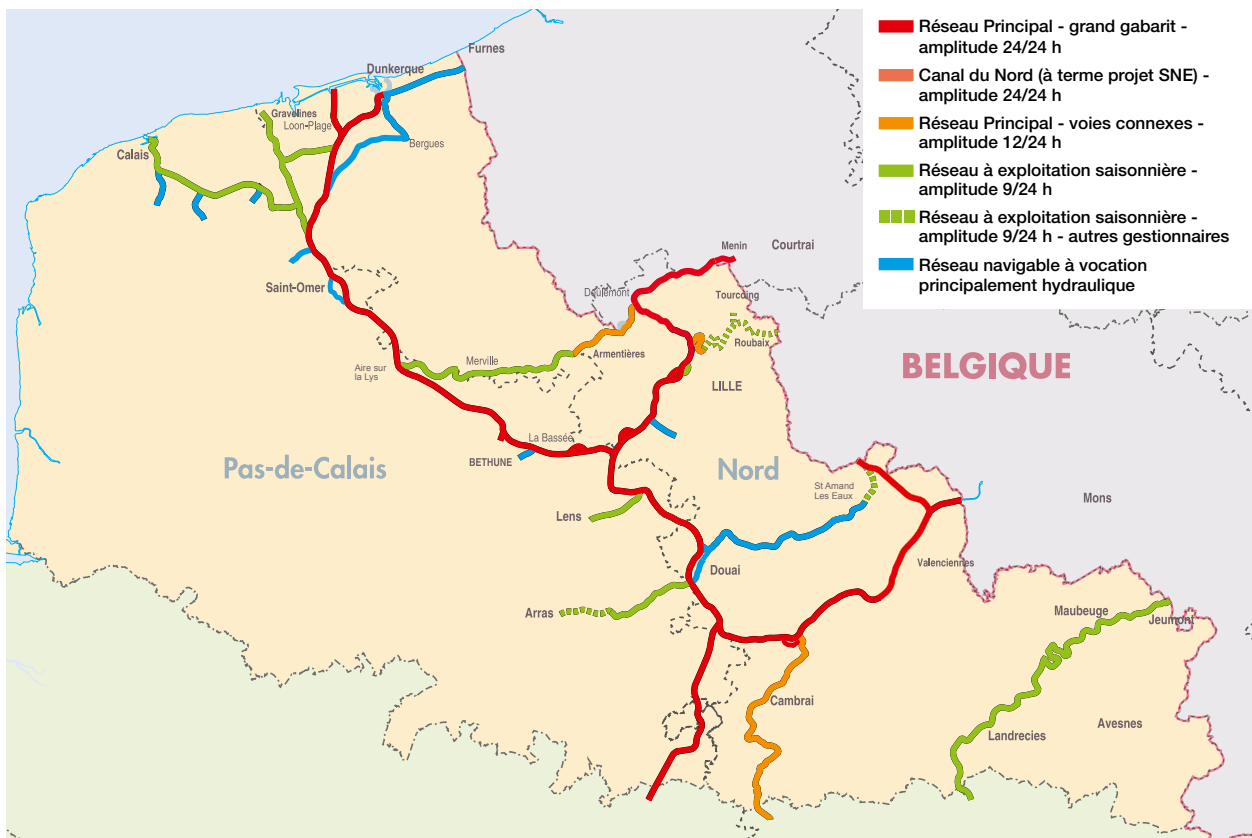 Réseau Principal - grand gabarit -
amplitude 24/24 h
Canal du Nord (à terme projet SNE) -
amplitude 24/24 h
Réseau Principal - voies connexes -
amplitude 12/24 h
Réseau à exploitation saisonnière -
amplitude 9/24 h
Réseau à exploitation saisonnière -
amplitude 9/24 h - autres gestionnaires
Réseau navigable à vocation
principalement hydraulique
Furnes
Dunkerque
Gravelines
Loon-Plage
Bergues
Calais
Menin
Courtrai
Saint-Omer
Deulemont
Tourcoing
Roubaix
Armentières
Merville
Aire sur
la Lys
LILLE
BELGIQUE
La Bassée
BETHUNE
Pas-de-Calais
Nord
St Amand
Les Eaux
Mons
Lens
Douai
Valenciennes
Arras
Maubeuge
Jeumont
Cambrai
Avesnes
Landrecies